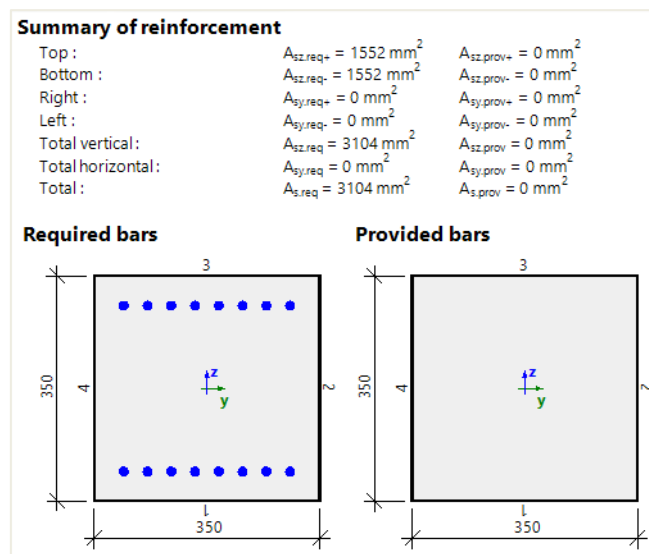 Summary of reinforcement
Top : Asz.req+ = 1552 mm² Asz.prov+ = 0 mm²
Bottom : Asz.req- = 1552 mm² Asz.prov- = 0 mm²
Right : Asy.req+ = 0 mm² Asy.prov+ = 0 mm²
Left : Asy.req- = 0 mm² Asy.prov- = 0 mm²
Total vertical : Asz.req = 3104 mm² Asz.prov = 0 mm²
Total horizontal : Asy.req = 0 mm² Asy.prov = 0 mm²
Total : As.req = 3104 mm² As.prov = 0 mm²
Required bars Provided bars
3 3
350 4 z y 2 350 4 z y 2
1 1
350 350